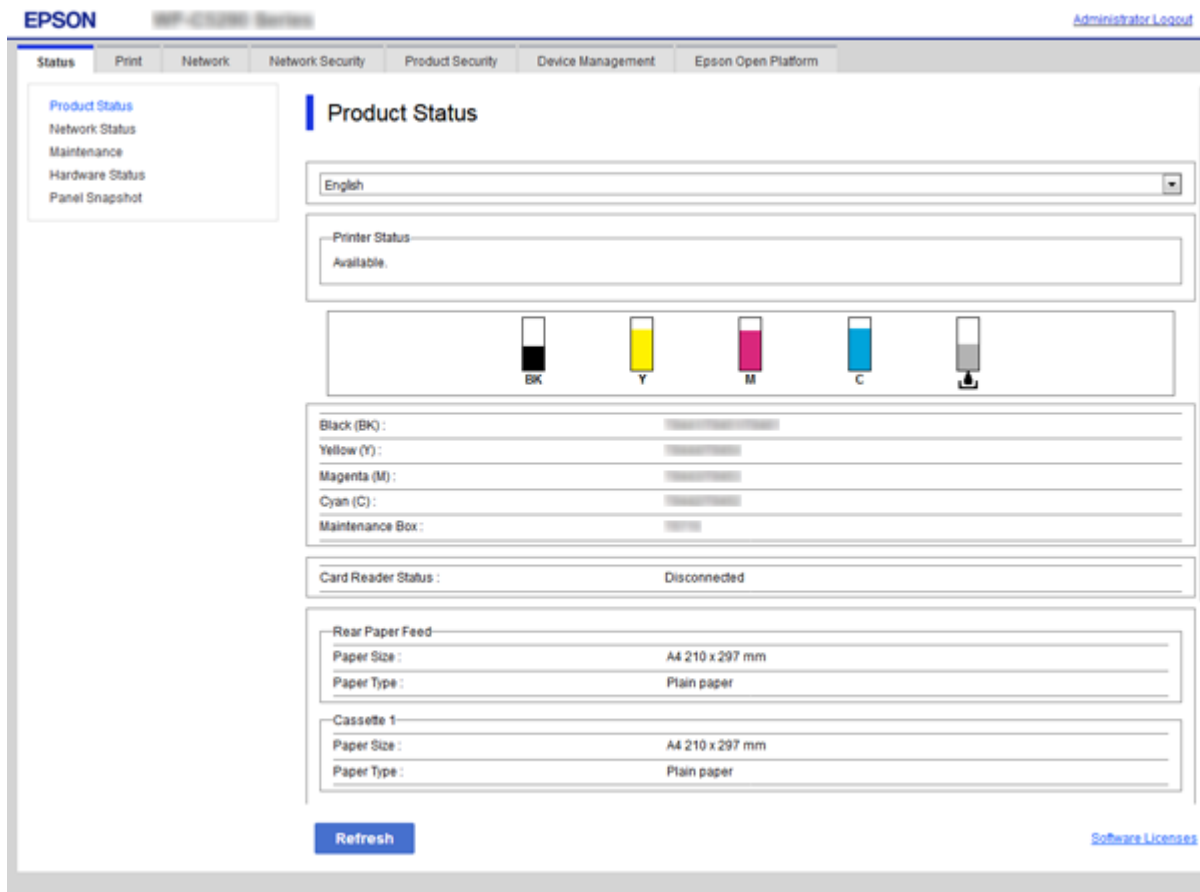 EPSON
Administrator Logout
Status Print Network Network Security Product Security Device Management Epson Open Platform
Product Status
Network Status
Maintenance
Hardware Status
Panel Snapshot
Product Status
English
Printer Status
Available.
BK Y M C
Black (BK) :
Yellow (Y) :
Magenta (M) :
Cyan (C) :
Maintenance Box :
Card Reader Status : Disconnected
Rear Paper Feed
Paper Size : A4 210 x 297 mm
Paper Type : Plain paper
Cassette 1
Paper Size : A4 210 x 297 mm
Paper Type : Plain paper
Refresh
Software Licenses